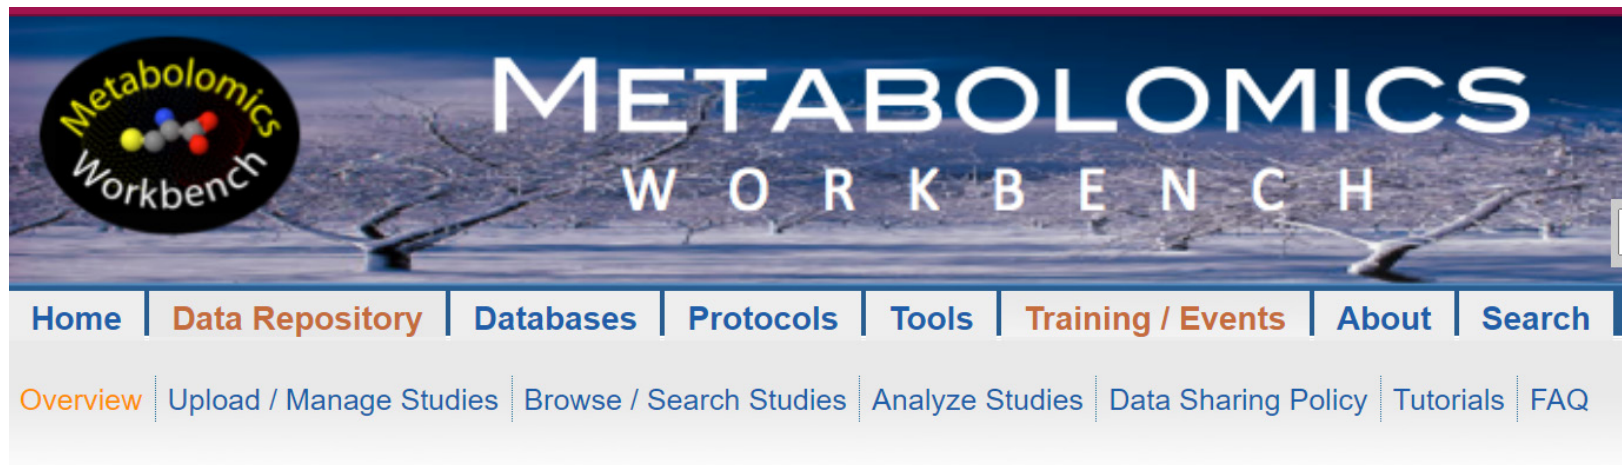 Metabolomics
Workbench
METABOLOMICS
WORKBENCH
Home Data Repository Databases Protocols Tools Training / Events About Search
Overview Upload / Manage Studies Browse / Search Studies Analyze Studies Data Sharing Policy Tutorials FAQ